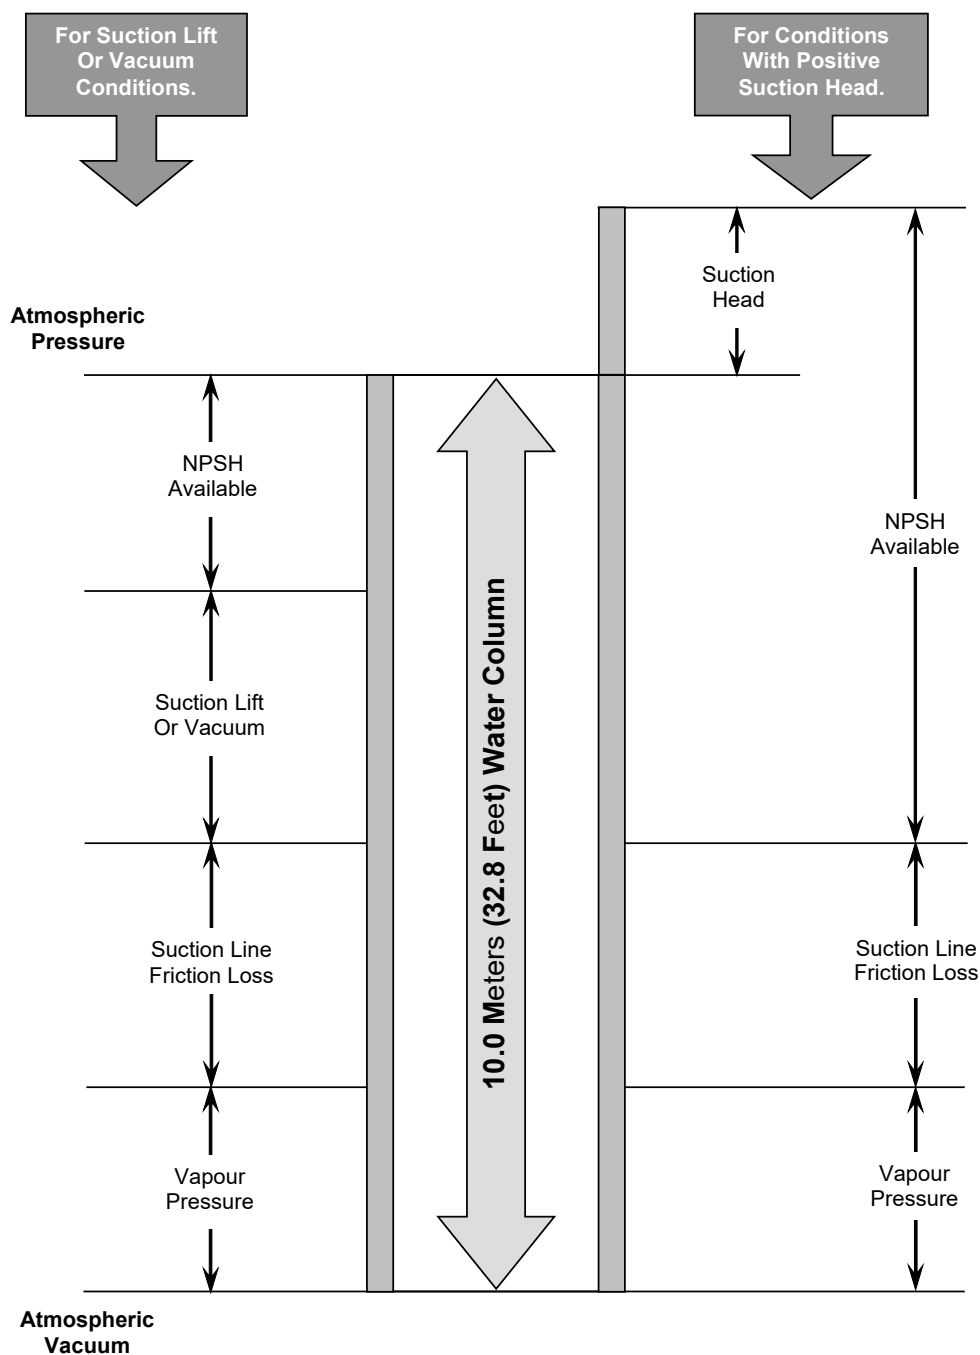 For Suction Lift
Or Vacuum
Conditions.
For Conditions
With Positive
Suction Head.
Suction
Head
Atmospheric
Pressure
NPSH
Available
NPSH
Available
Suction Lift
Or Vacuum
10.0 Meters (32.8 Feet) Water Column
Suction Line
Friction Loss
Suction Line
Friction Loss
Vapour
Pressure
Vapour
Pressure
Atmospheric
Vacuum